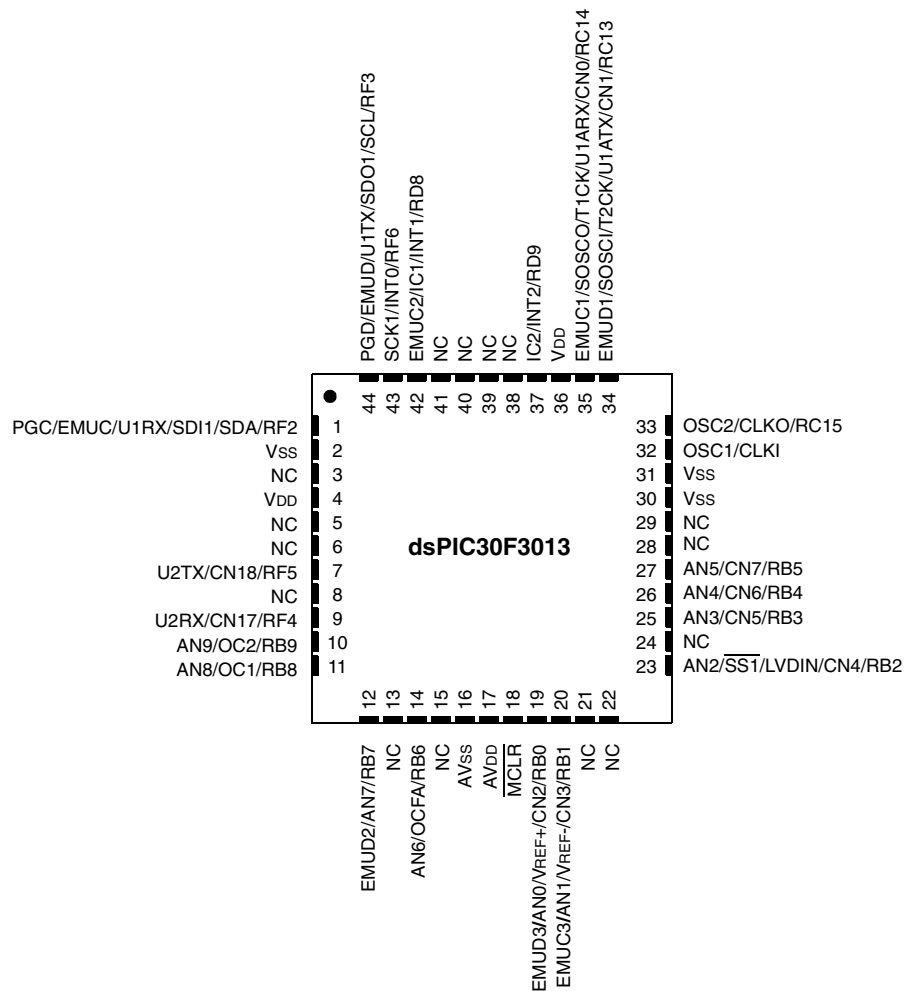 PGD/EMUD/U1TX/SDO1/SCL/RF3
SCK1/INT0/RF6
EMUC2/IC1/INT1/RD8
NC
NC
NC
NC
IC2/INT2/RD9
VDD
EMUC1/SOSCO/T1CK/U1ARX/CN0/RC14
EMUD1/SOSCI/T2CK/U1ATX/CN1/RC13
44 43 42 41 40 39 38 37 36 35 34
PGC/EMUC/U1RX/SDI1/SDA/RF2 1
VSS 2
NC 3
VDD 4
NC 5
NC 6
U2TX/CN18/RF5 7
NC 8
U2RX/CN17/RF4 9
AN9/OC2/RB9 10
AN8/OC1/RB8 11
dsPIC30F3013
33 OSC2/CLKO/RC15
32 OSC1/CLKI
31 VSS
30 VSS
29 NC
28 NC
27 AN5/CN7/RB5
26 AN4/CN6/RB4
25 AN3/CN5/RB3
24 NC
23 AN2/SS1/LVDIN/CN4/RB2
12 13 14 15 16 17 18 19 20 21 22
EMUD2/AN7/RB7
NC
AN6/OCFA/RB6
NC
AVSS
AVDD
MCLR
EMUD3/AN0/VREF+/CN2/RB0
EMUC3/AN1/VREF-/CN3/RB1
NC
NC